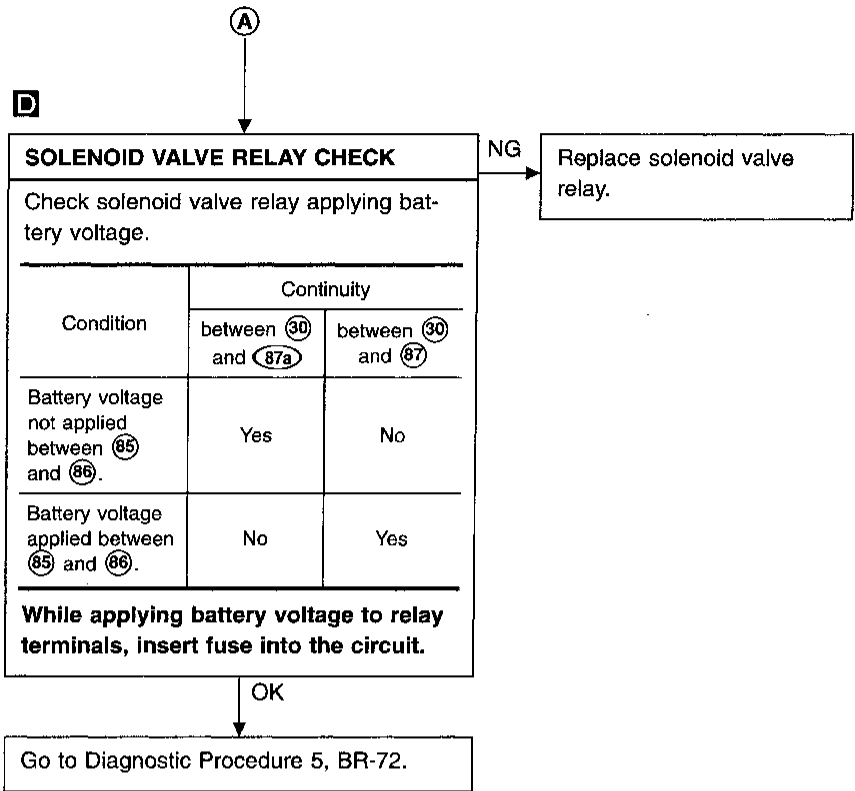 A
D
SOLENOID VALVE RELAY CHECK
NG
Replace solenoid valve
relay.
Check solenoid valve relay applying bat-
tery voltage.
Condition
Continuity
between 30
and 87a
between 30
and 87
Battery voltage
not applied
between 85
and 86.
Yes
No
Battery voltage
applied between
85 and 86.
No
Yes
While applying battery voltage to relay
terminals, insert fuse into the circuit.
OK
Go to Diagnostic Procedure 5, BR-72.